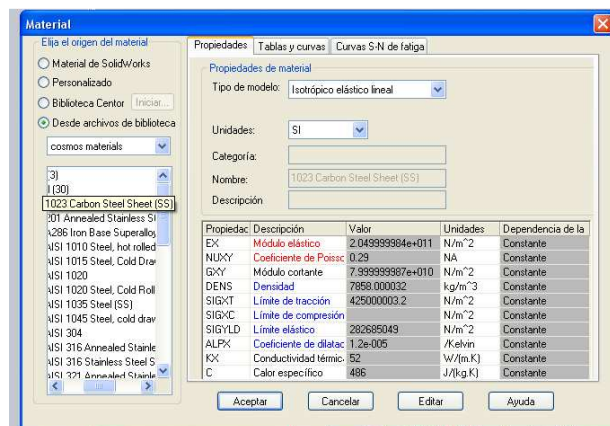 Material
Elija el origen del material
Material de SolidWorks
Personalizado
Biblioteca Centor Iniciar...
Desde archivos de biblioteca
cosmos materials
(30)
1023 Carbon Steel Sheet (SS)
201 Annealed Stainless
A286 Iron Base Superalloy
AISI 1010 Steel, hot rolled
AISI 1015 Steel, Cold
AISI 1020
AISI 1020 Steel, Cold Roll
AISI 1035 Steel (SS)
AISI 1045 Steel, cold
AISI 304
AISI 316 Annealed Stainle
AISI 316 Stainless Steel S
AISI 321 Annealed Stainle
Propiedades Tablas y curvas Curvas S-N de fatiga
Propiedades de material
Tipo de modelo: Isotrópico elástico lineal
Unidades: SI
Categoría:
Nombre: 1023 Carbon Steel Sheet (SS)
Descripción
Propiedac Descripción Valor Unidades Dependencia de la
EX Módulo elástico 2.049999984e+011 N/m^2 Constante
NUXY Coeficiente de Poissc 0.29 NA Constante
GXY Módulo cortante 7.999999987e+010 N/m^2 Constante
DENS Densidad 7858.000032 kg/m^3 Constante
SIGXT Límite de tracción 425000003.2 N/m^2 Constante
SIGXC Límite de compresión N/m^2 Constante
SIGYLD Límite elástico 282685049 N/m^2 Constante
ALPX Coeficiente de dilatac 1.2e-005 /Kelvin Constante
KX Conductividad térmic. 52 W/(m.K) Constante
C Calor específico 486 J/(kg.K) Constante
Aceptar Cancelar Editar Ayuda